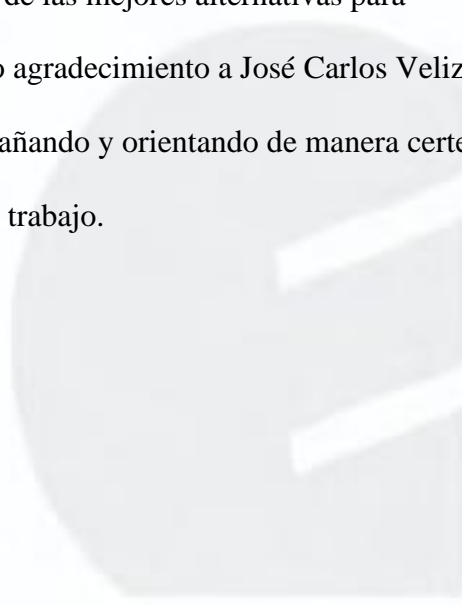 de las mejores alternativas para
agradecimiento a José Carlos Veliz
añando y orientando de manera certe
trabajo.